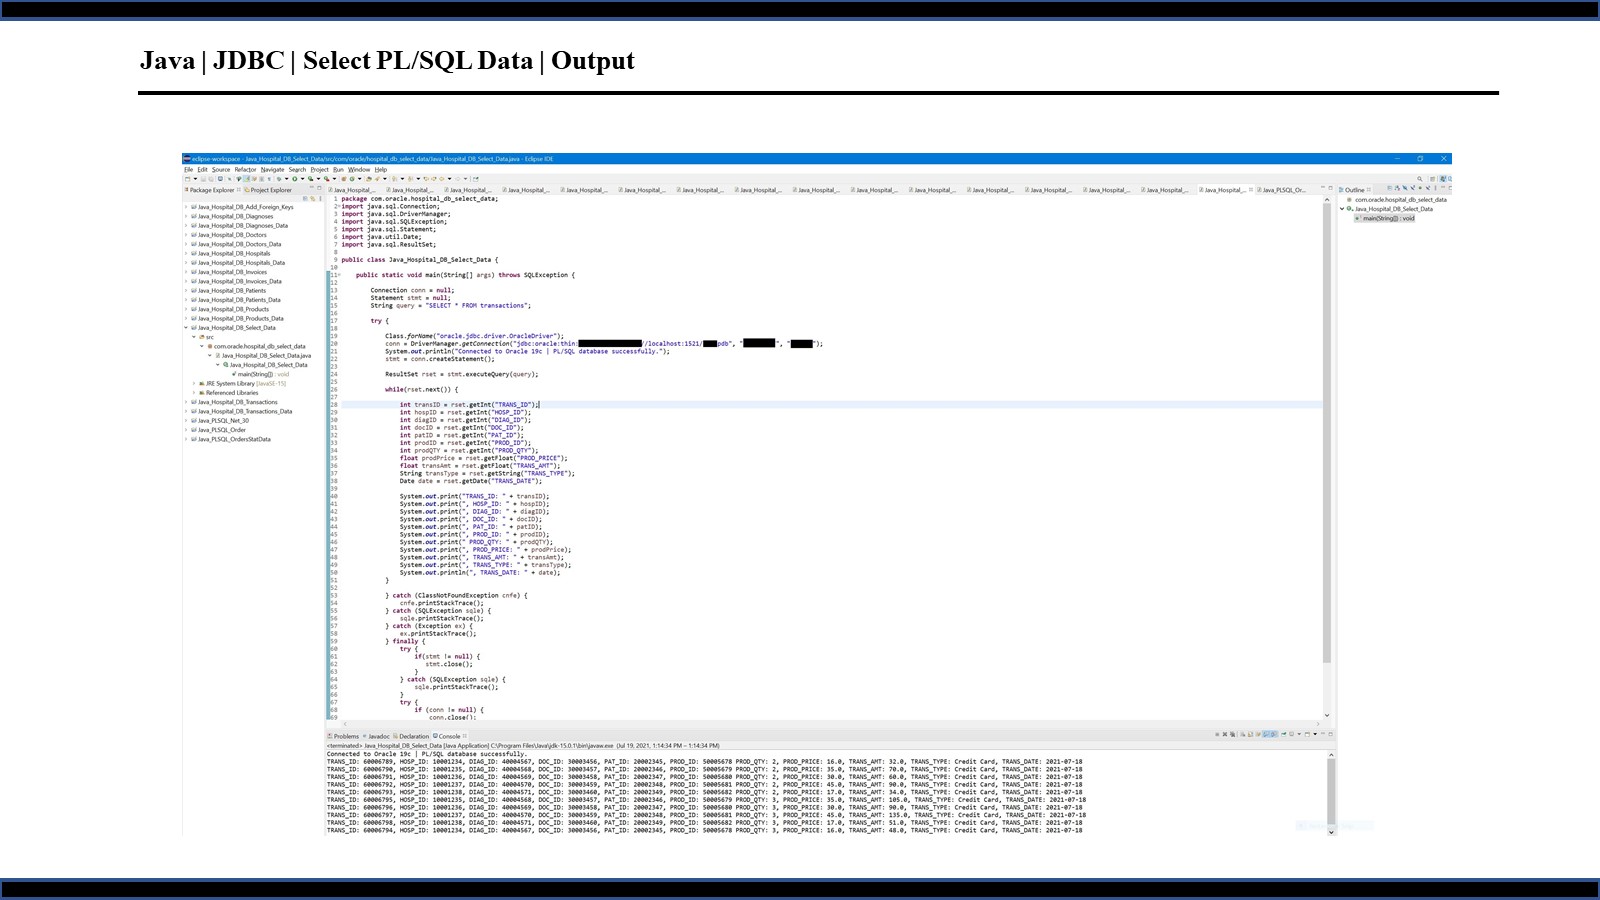 Java | JDBC | Select PL/SQL Data | Output
eclipse-workspace - Java_Hospital_DB_Select_Data/src/com/oracle/hospital_db_select_data/Java_Hospital_DB_Select_Data.java - Eclipse IDE
File Edit Source Refactor Navigate Search Project Run Window Help
Package Explorer Project Explorer
Java_Hospital_DB_Add_Foreign_Keys
Java_Hospital_DB_Diagnoses
Java_Hospital_DB_Diagnoses_Data
Java_Hospital_DB_Doctors
Java_Hospital_DB_Doctors_Data
Java_Hospital_DB_Hospitals
Java_Hospital_DB_Hospitals_Data
Java_Hospital_DB_Invoices
Java_Hospital_DB_Invoices_Data
Java_Hospital_DB_Patients
Java_Hospital_DB_Patients_Data
Java_Hospital_DB_Products
Java_Hospital_DB_Products_Data
Java_Hospital_DB_Select_Data
src
com.oracle.hospital_db_select_data
Java_Hospital_DB_Select_Data.java
Java_Hospital_DB_Select_Data
main(String[]) : void
JRE System Library [JavaSE-15]
Referenced Libraries
Java_Hospital_DB_Transactions
Java_Hospital_DB_Transactions_Data
Java_PLSQL_Net_30
Java_PLSQL_Order
Java_PLSQL_OrdersStatData
Java_Hospital_... Java_Hospital_... Java_Hospital_... Java_Hospital_... Java_Hospital_... Java_Hospital_... Java_Hospital_... Java_Hospital_... Java_Hospital_... Java_Hospital_... Java_Hospital_... Java_Hospital_... Java_Hospital_... Java_Hospital_... Java_Hospital_... Java_Hospital_... Java_PLSQL_Or...
1 package com.oracle.hospital_db_select_data;
2 import java.sql.Connection;
3 import java.sql.DriverManager;
4 import java.sql.SQLException;
5 import java.sql.Statement;
6 import java.util.Date;
7 import java.sql.ResultSet;
8
9 public class Java_Hospital_DB_Select_Data {
10
11 public static void main(String[] args) throws SQLException {
12
13 Connection conn = null;
14 Statement stmt = null;
15 String query = "SELECT * FROM transactions";
16
17 try {
18
19 Class.forName("oracle.jdbc.driver.OracleDriver");
20 conn = DriverManager.getConnection("jdbc:oracle:thin: //localhost:1521/ pdb", " ", " ");
21 System.out.println("Connected to Oracle 19c | PL/SQL database successfully.");
22 stmt = conn.createStatement();
23
24 ResultSet rset = stmt.executeQuery(query);
25
26 while(rset.next()) {
27
28 int transID = rset.getInt("TRANS_ID");
29 int hospID = rset.getInt("HOSP_ID");
30 int diagID = rset.getInt("DIAG_ID");
31 int docID = rset.getInt("DOC_ID");
32 int patID = rset.getInt("PAT_ID");
33 int prodID = rset.getInt("PROD_ID");
34 int prodQTY = rset.getInt("PROD_QTY");
35 float prodPrice = rset.getFloat("PROD_PRICE");
36 float transAmt = rset.getFloat("TRANS_AMT");
37 String transType = rset.getString("TRANS_TYPE");
38 Date date = rset.getDate("TRANS_DATE");
39
40 System.out.print("TRANS_ID: " + transID);
41 System.out.print(", HOSP_ID: " + hospID);
42 System.out.print(", DIAG_ID: " + diagID);
43 System.out.print(", DOC_ID: " + docID);
44 System.out.print(", PAT_ID: " + patID);
45 System.out.print(", PROD_ID: " + prodID);
46 System.out.print(" PROD_QTY: " + prodQTY);
47 System.out.print(", PROD_PRICE: " + prodPrice);
48 System.out.print(", TRANS_AMT: " + transAmt);
49 System.out.print(", TRANS_TYPE: " + transType);
50 System.out.println(", TRANS_DATE: " + date);
51 }
52
53 } catch (ClassNotFoundException cnfe) {
54 cnfe.printStackTrace();
55 } catch (SQLException sqle) {
56 sqle.printStackTrace();
57 } catch (Exception ex) {
58 ex.printStackTrace();
59 } finally {
60 try {
61 if(stmt != null) {
62 stmt.close();
63 }
64 } catch (SQLException sqle) {
65 sqle.printStackTrace();
66 }
67 try {
68 if (conn != null) {
69 conn.close();
Outline
com.oracle.hospital_db_select_data
Java_Hospital_DB_Select_Data
main(String[]) : void
Problems Javadoc Declaration Console
<terminated> Java_Hospital_DB_Select_Data [Java Application] C:\Program Files\Java\jdk-15.0.1\bin\javaw.exe (Jul 19, 2021, 1:14:34 PM – 1:14:34 PM)
Connected to Oracle 19c | PL/SQL database successfully.
TRANS_ID: 60006789, HOSP_ID: 10001234, DIAG_ID: 40004567, DOC_ID: 30003456, PAT_ID: 20002345, PROD_ID: 50005678 PROD_QTY: 2, PROD_PRICE: 16.0, TRANS_AMT: 32.0, TRANS_TYPE: Credit Card, TRANS_DATE: 2021-07-18
TRANS_ID: 60006790, HOSP_ID: 10001235, DIAG_ID: 40004568, DOC_ID: 30003457, PAT_ID: 20002346, PROD_ID: 50005679 PROD_QTY: 2, PROD_PRICE: 35.0, TRANS_AMT: 70.0, TRANS_TYPE: Credit Card, TRANS_DATE: 2021-07-18
TRANS_ID: 60006791, HOSP_ID: 10001236, DIAG_ID: 40004569, DOC_ID: 30003458, PAT_ID: 20002347, PROD_ID: 50005680 PROD_QTY: 2, PROD_PRICE: 30.0, TRANS_AMT: 60.0, TRANS_TYPE: Credit Card, TRANS_DATE: 2021-07-18
TRANS_ID: 60006792, HOSP_ID: 10001237, DIAG_ID: 40004570, DOC_ID: 30003459, PAT_ID: 20002348, PROD_ID: 50005681 PROD_QTY: 2, PROD_PRICE: 45.0, TRANS_AMT: 90.0, TRANS_TYPE: Credit Card, TRANS_DATE: 2021-07-18
TRANS_ID: 60006793, HOSP_ID: 10001238, DIAG_ID: 40004571, DOC_ID: 30003460, PAT_ID: 20002349, PROD_ID: 50005682 PROD_QTY: 2, PROD_PRICE: 17.0, TRANS_AMT: 34.0, TRANS_TYPE: Credit Card, TRANS_DATE: 2021-07-18
TRANS_ID: 60006795, HOSP_ID: 10001235, DIAG_ID: 40004568, DOC_ID: 30003457, PAT_ID: 20002346, PROD_ID: 50005679 PROD_QTY: 3, PROD_PRICE: 35.0, TRANS_AMT: 105.0, TRANS_TYPE: Credit Card, TRANS_DATE: 2021-07-18
TRANS_ID: 60006796, HOSP_ID: 10001236, DIAG_ID: 40004569, DOC_ID: 30003458, PAT_ID: 20002347, PROD_ID: 50005680 PROD_QTY: 3, PROD_PRICE: 30.0, TRANS_AMT: 90.0, TRANS_TYPE: Credit Card, TRANS_DATE: 2021-07-18
TRANS_ID: 60006797, HOSP_ID: 10001237, DIAG_ID: 40004570, DOC_ID: 30003459, PAT_ID: 20002348, PROD_ID: 50005681 PROD_QTY: 3, PROD_PRICE: 45.0, TRANS_AMT: 135.0, TRANS_TYPE: Credit Card, TRANS_DATE: 2021-07-18
TRANS_ID: 60006798, HOSP_ID: 10001238, DIAG_ID: 40004571, DOC_ID: 30003460, PAT_ID: 20002349, PROD_ID: 50005682 PROD_QTY: 3, PROD_PRICE: 17.0, TRANS_AMT: 51.0, TRANS_TYPE: Credit Card, TRANS_DATE: 2021-07-18
TRANS_ID: 60006794, HOSP_ID: 10001234, DIAG_ID: 40004567, DOC_ID: 30003456, PAT_ID: 20002345, PROD_ID: 50005678 PROD_QTY: 3, PROD_PRICE: 16.0, TRANS_AMT: 48.0, TRANS_TYPE: Credit Card, TRANS_DATE: 2021-07-18